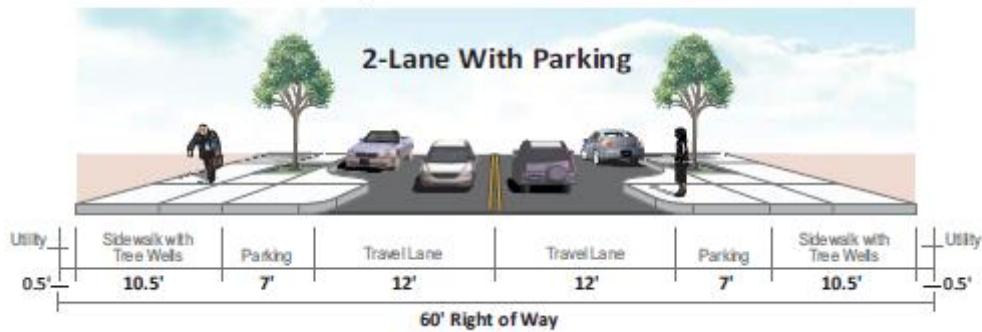 2-Lane With Parking
Utility
Sidewalk with
Tree Wells
Parking
Travel Lane
Travel Lane
Parking
Sidewalk with
Tree Wells
Utility
0.5'
10.5'
7'
12'
12'
7'
10.5'
0.5'
60' Right of Way